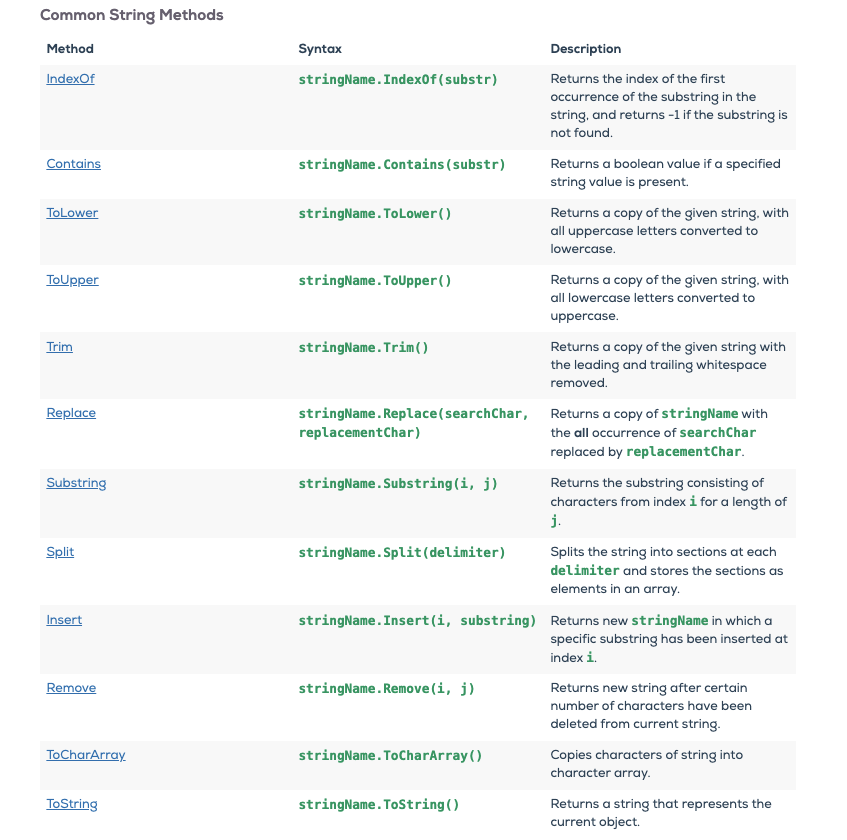 Common String Methods
Method Syntax Description
IndexOf stringName.IndexOf(substr) Returns the index of the first
occurrence of the substring in the
string, and returns -1 if the substring is
not found.
Contains stringName.Contains(substr) Returns a boolean value if a specified
string value is present.
ToLower stringName.ToLower() Returns a copy of the given string, with
all uppercase letters converted to
lowercase.
ToUpper stringName.ToUpper() Returns a copy of the given string, with
all lowercase letters converted to
uppercase.
Trim stringName.Trim() Returns a copy of the given string with
the leading and trailing whitespace
removed.
Replace stringName.Replace(searchChar, Returns a copy of stringName with
replacementChar) the all occurrence of searchChar
replaced by replacementChar.
Substring stringName.Substring(i, j) Returns the substring consisting of
characters from index i for a length of
j.
Split stringName.Split(delimiter) Splits the string into sections at each
delimiter and stores the sections as
elements in an array.
Insert stringName.Insert(i, substring) Returns new stringName in which a
specific substring has been inserted at
index i.
Remove stringName.Remove(i, j) Returns new string after certain
number of characters have been
deleted from current string.
ToCharArray stringName.ToCharArray() Copies characters of string into
character array.
ToString stringName.ToString() Returns a string that represents the
current object.